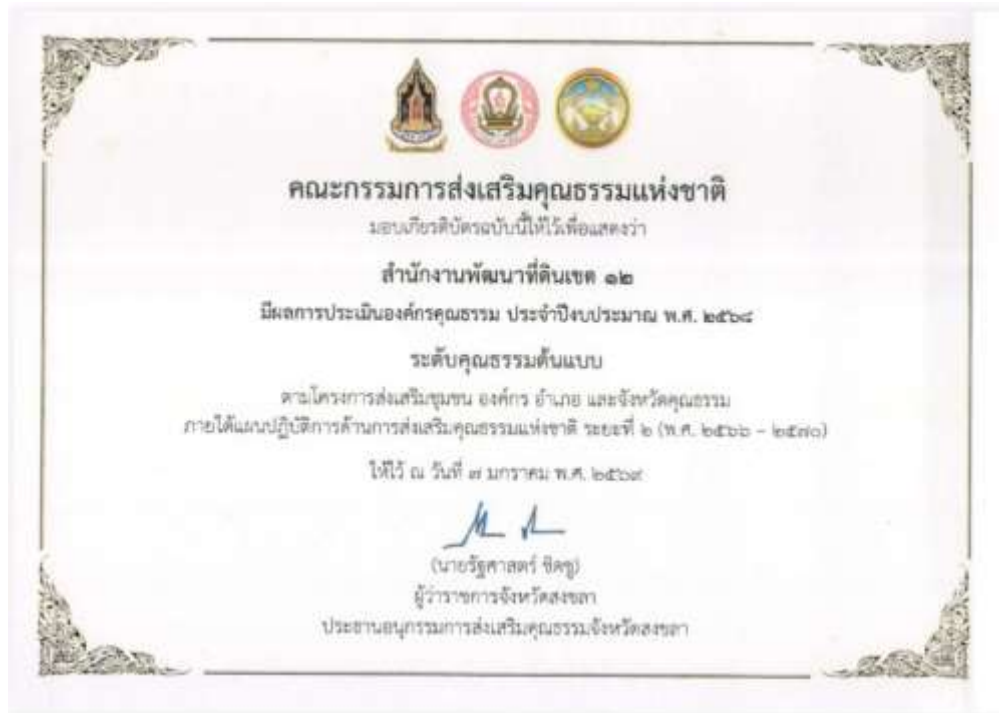 คณะกรรมการส่งเสริมคุณธรรมแห่งชาติ
มอบเกียรติบัตรฉบับนี้ให้ไว้เพื่อแสดงว่า
สำนักงานพัฒนาที่ดินเขต ๑๒
มีผลการประเมินองค์กรคุณธรรม ประจำปีงบประมาณ พ.ศ. ๒๕๖๘
ระดับคุณธรรมต้นแบบ
ตามโครงการส่งเสริมชุมชน องค์กร อำเภอ และจังหวัดคุณธรรม
ภายใต้แผนปฏิบัติการด้านการส่งเสริมคุณธรรมแห่งชาติ ระยะที่ ๒ (พ.ศ. ๒๕๖๖ – ๒๕๗๐)
ให้ไว้ ณ วันที่ ๗ มกราคม พ.ศ. ๒๕๖๙
(นายรัฐศาสตร์ ชิดชู)
ผู้ว่าราชการจังหวัดสงขลา
ประธานอนุกรรมการส่งเสริมคุณธรรมจังหวัดสงขลา